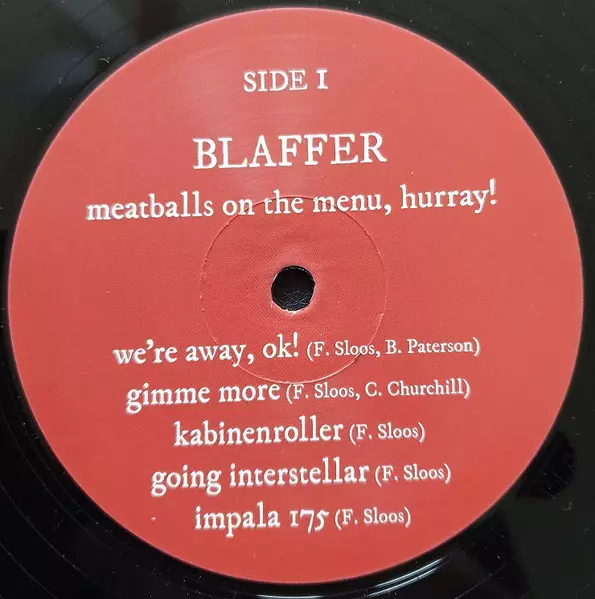 SIDE 1
BLAFFER
meatballs on the menu, hurray!
we're away, ok! (F. Sloos, B. Paterson)
gimme more (F. Sloos, C. Churchill)
kabinenroller (F. Sloos)
going interstellar (F. Sloos)
impala 175 (F. Sloos)